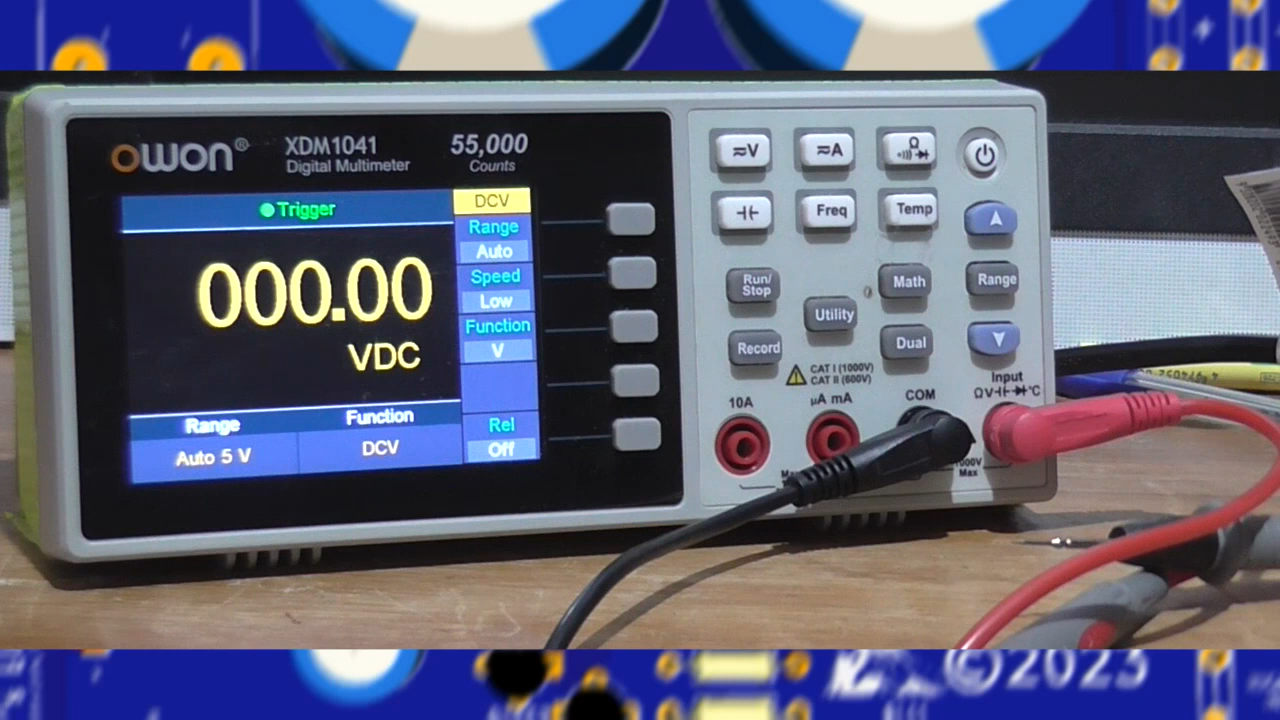 owon®
XDM1041
Digital Multimeter
55,000
Counts
Trigger
000.00
VDC
DCV
Range
Auto
Speed
Low
Function
V
Rel
Off
Range
Function
Auto 5 V
DCV
≂V
≂A
Ω
Freq
Temp
Run/
Stop
Math
Range
Utility
Record
Dual
CAT I (1000V)
CAT II (600V)
10A
µA mA
COM
Input
ΩV °C
1000V
Max
©2023